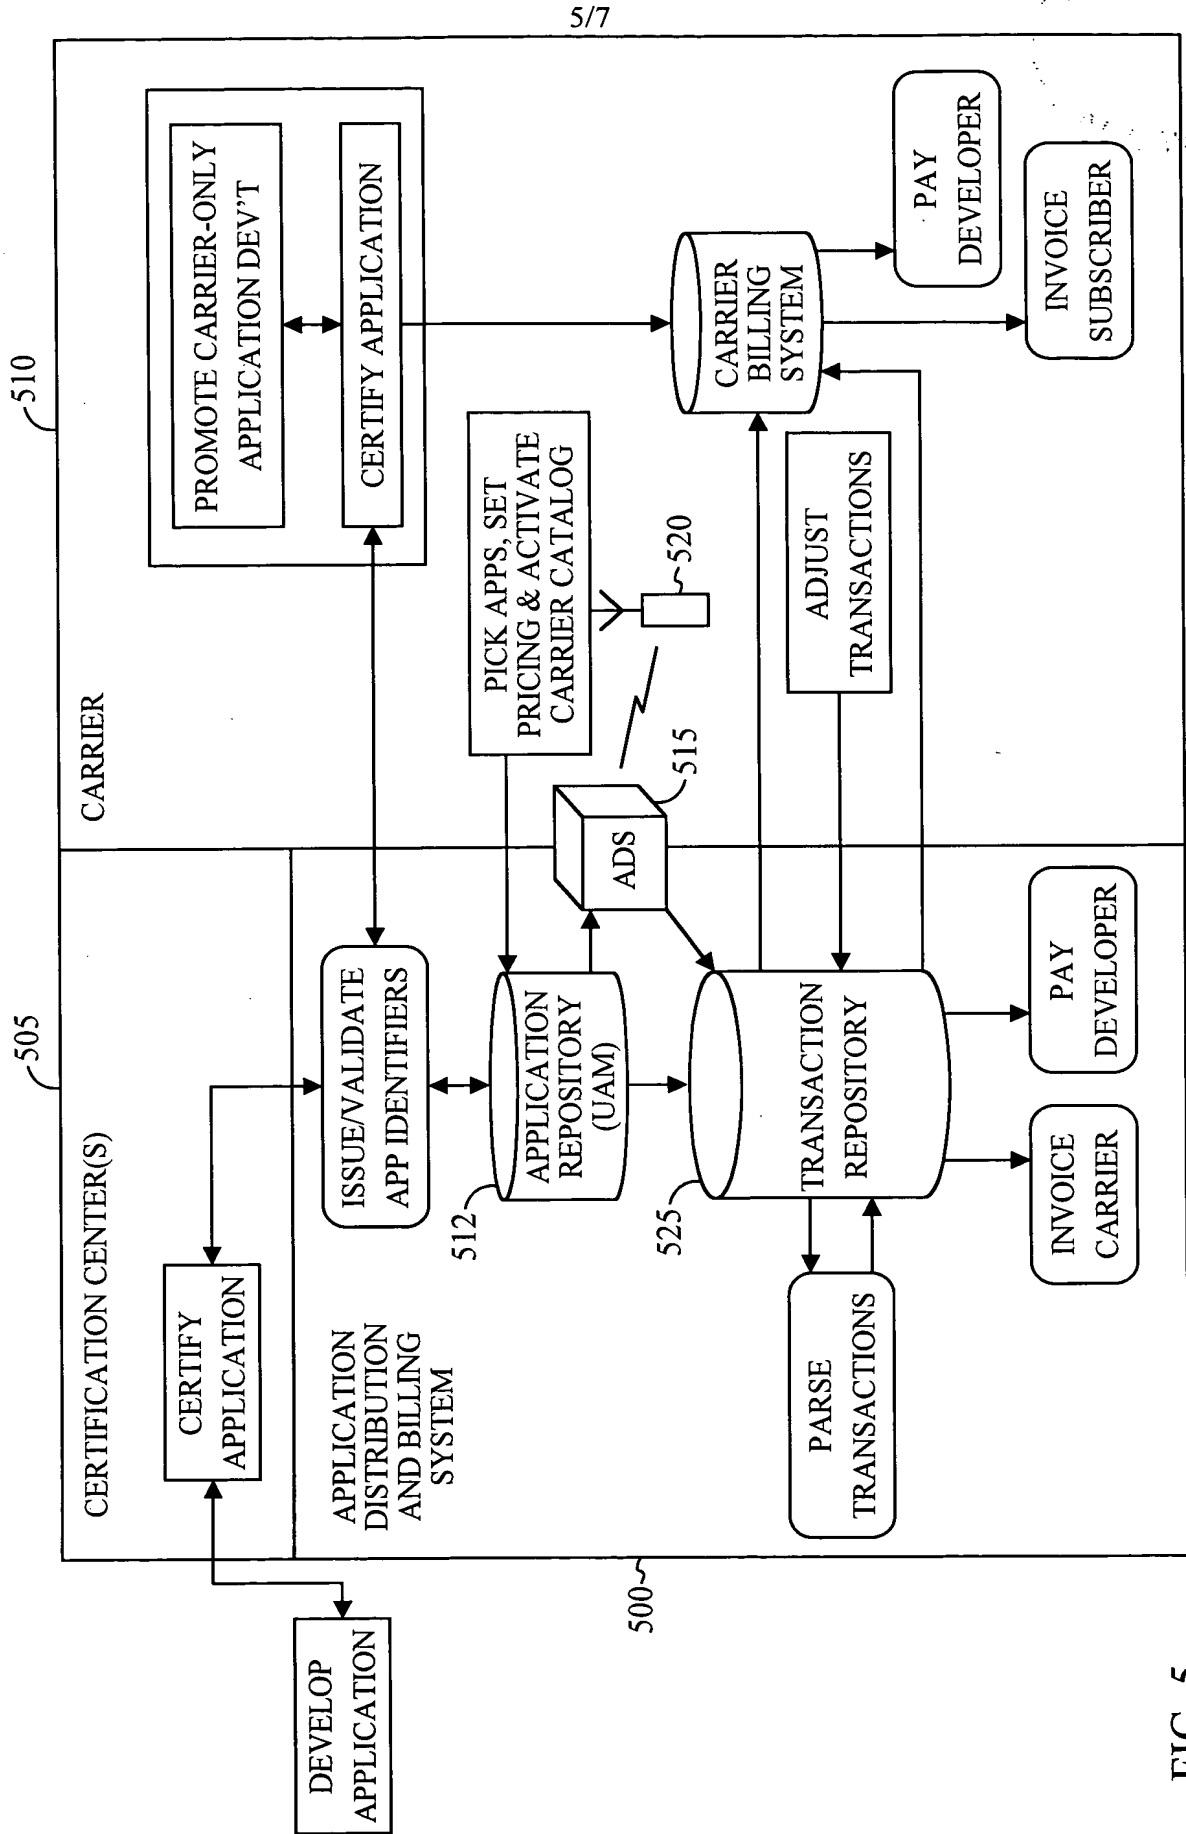 5/7
510
CARRIER
PROMOTE CARRIER-ONLY
APPLICATION DEV'T
CERTIFY APPLICATION
PICK APPS, SET
PRICING & ACTIVATE
CARRIER CATALOG
520
515
ADS
CARRIER
BILLING
SYSTEM
PAY
DEVELOPER
INVOICE
SUBSCRIBER
ADJUST
TRANSACTIONS
505
CERTIFICATION CENTER(S)
CERTIFY
APPLICATION
DEVELOP
APPLICATION
500
APPLICATION
DISTRIBUTION
AND BILLING
SYSTEM
ISSUE/VALIDATE
APP IDENTIFIERS
512
APPLICATION
REPOSITORY
(UAM)
525
TRANSACTION
REPOSITORY
PARSE
TRANSACTIONS
INVOICE
CARRIER
PAY
DEVELOPER
FIG. 5